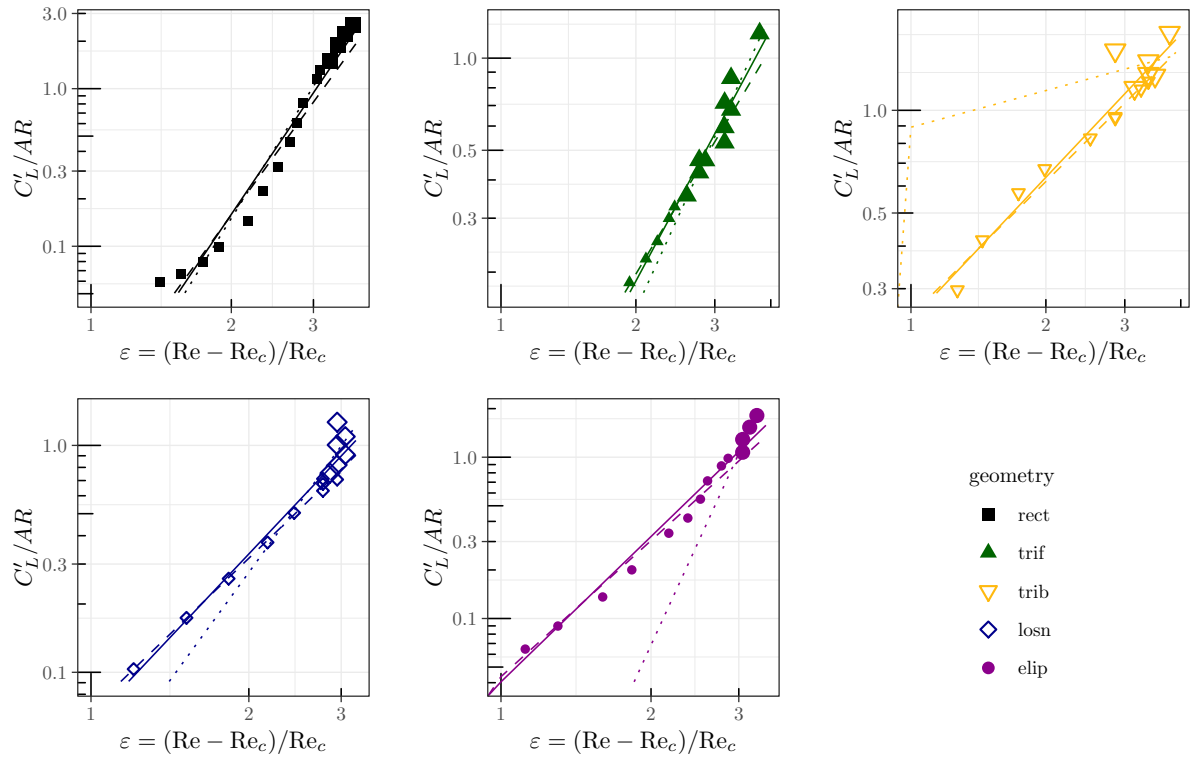 3.0
1.0
0.3
0.1
C′_L/AR
1 2 3
ε = (Re − Re_c)/Re_c
1.0
0.5
0.3
C′_L/AR
1 2 3
ε = (Re − Re_c)/Re_c
1.0
0.5
0.3
C′_L/AR
1 2 3
ε = (Re − Re_c)/Re_c
1.0
0.3
0.1
C′_L/AR
1 2 3
ε = (Re − Re_c)/Re_c
1.0
0.3
0.1
C′_L/AR
1 2 3
ε = (Re − Re_c)/Re_c
geometry
rect
trif
trib
losn
elip